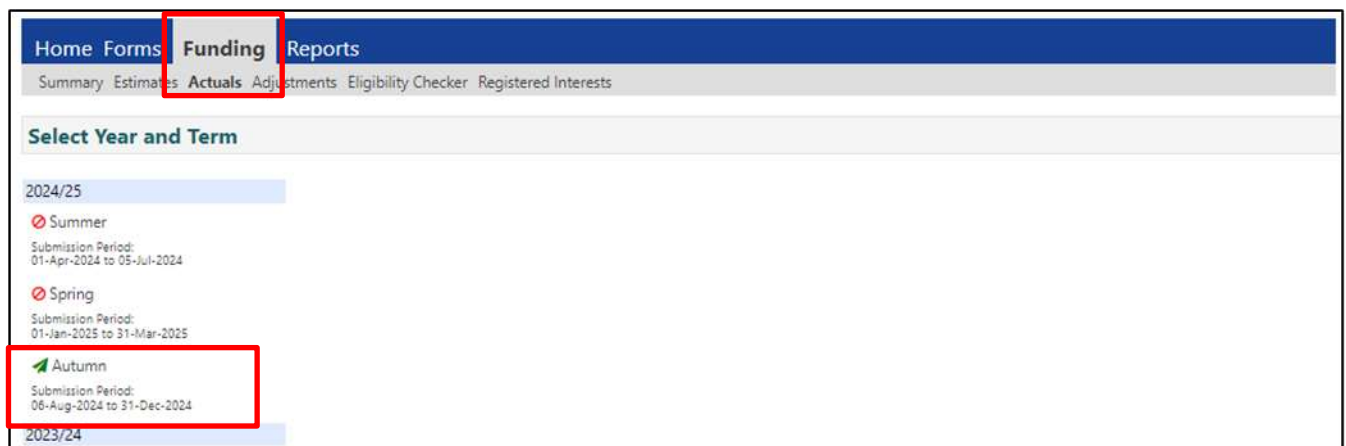 Home Forms Funding Reports
Summary Estimates Actuals Adjustments Eligibility Checker Registered Interests
Select Year and Term
2024/25
Summer
Submission Period:
01-Apr-2024 to 05-Jul-2024
Spring
Submission Period:
01-Jan-2025 to 31-Mar-2025
Autumn
Submission Period:
06-Aug-2024 to 31-Dec-2024
2023/24